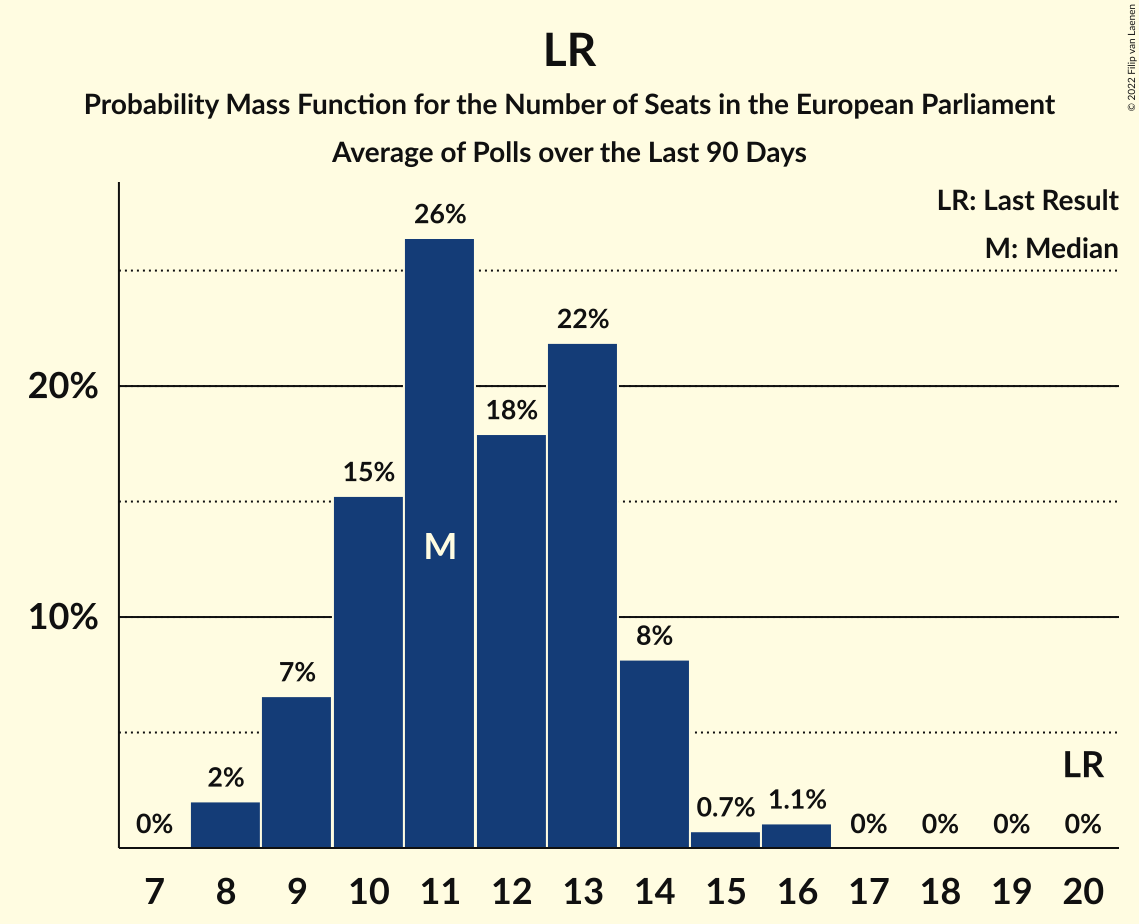 LR
Probability Mass Function for the Number of Seats in the European Parliament
Average of Polls over the Last 90 Days
© 2022 Filip van Laenen
LR: Last Result
M: Median
26%
22%
20%
18%
15%
M
10%
8%
7%
LR
2%
0.7%
1.1%
0%
0%
0%
0%
0%
7 8 9 10 11 12 13 14 15 16 17 18 19 20